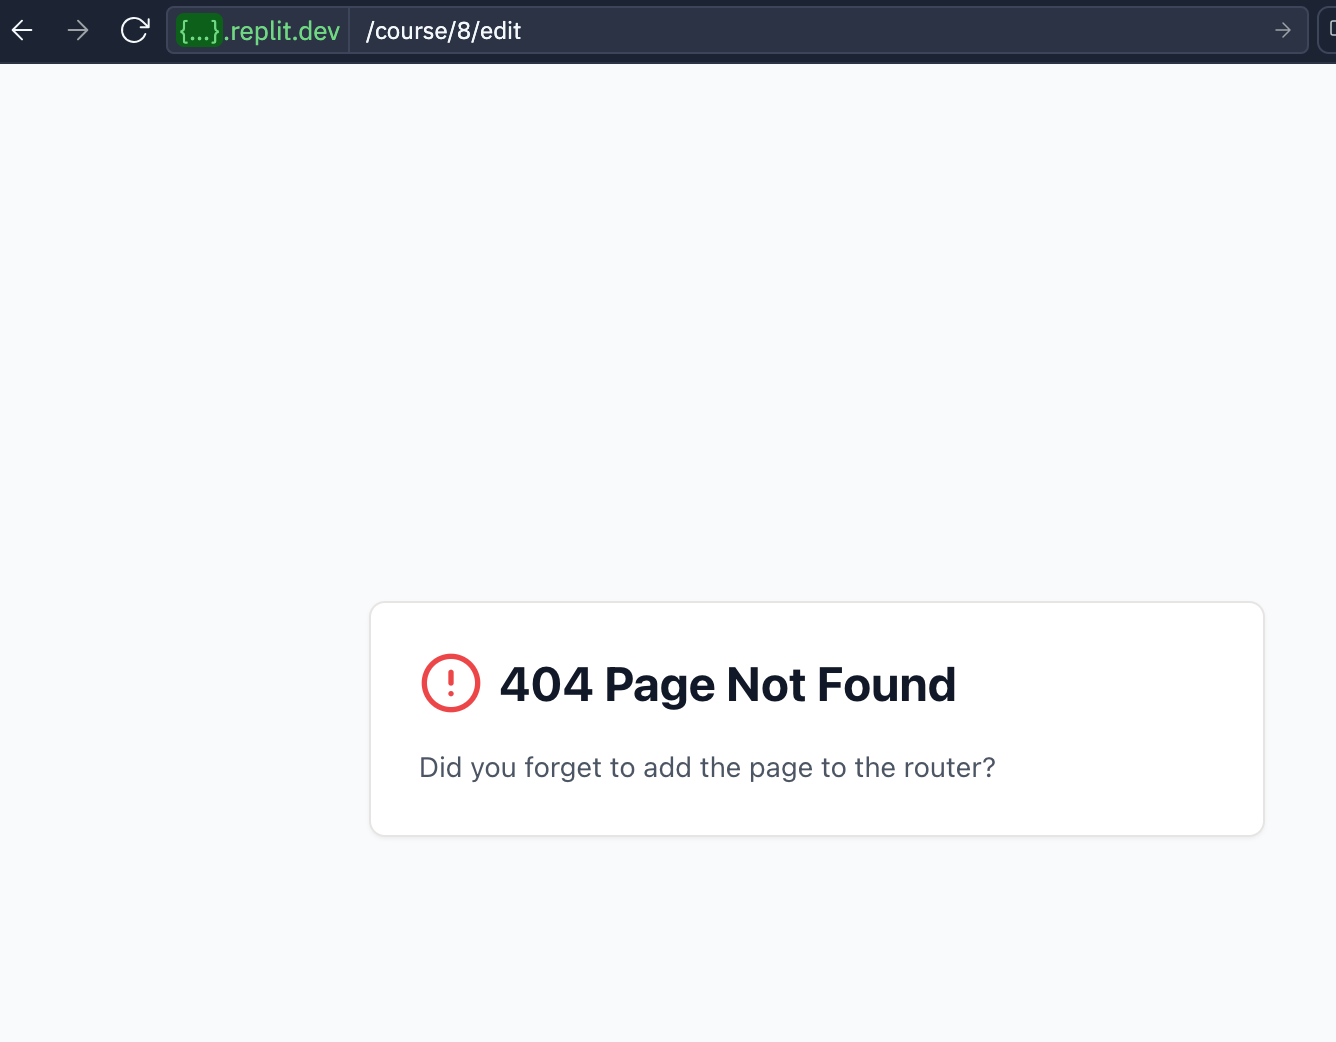 {...}.replit.dev /course/8/edit
404 Page Not Found
Did you forget to add the page to the router?